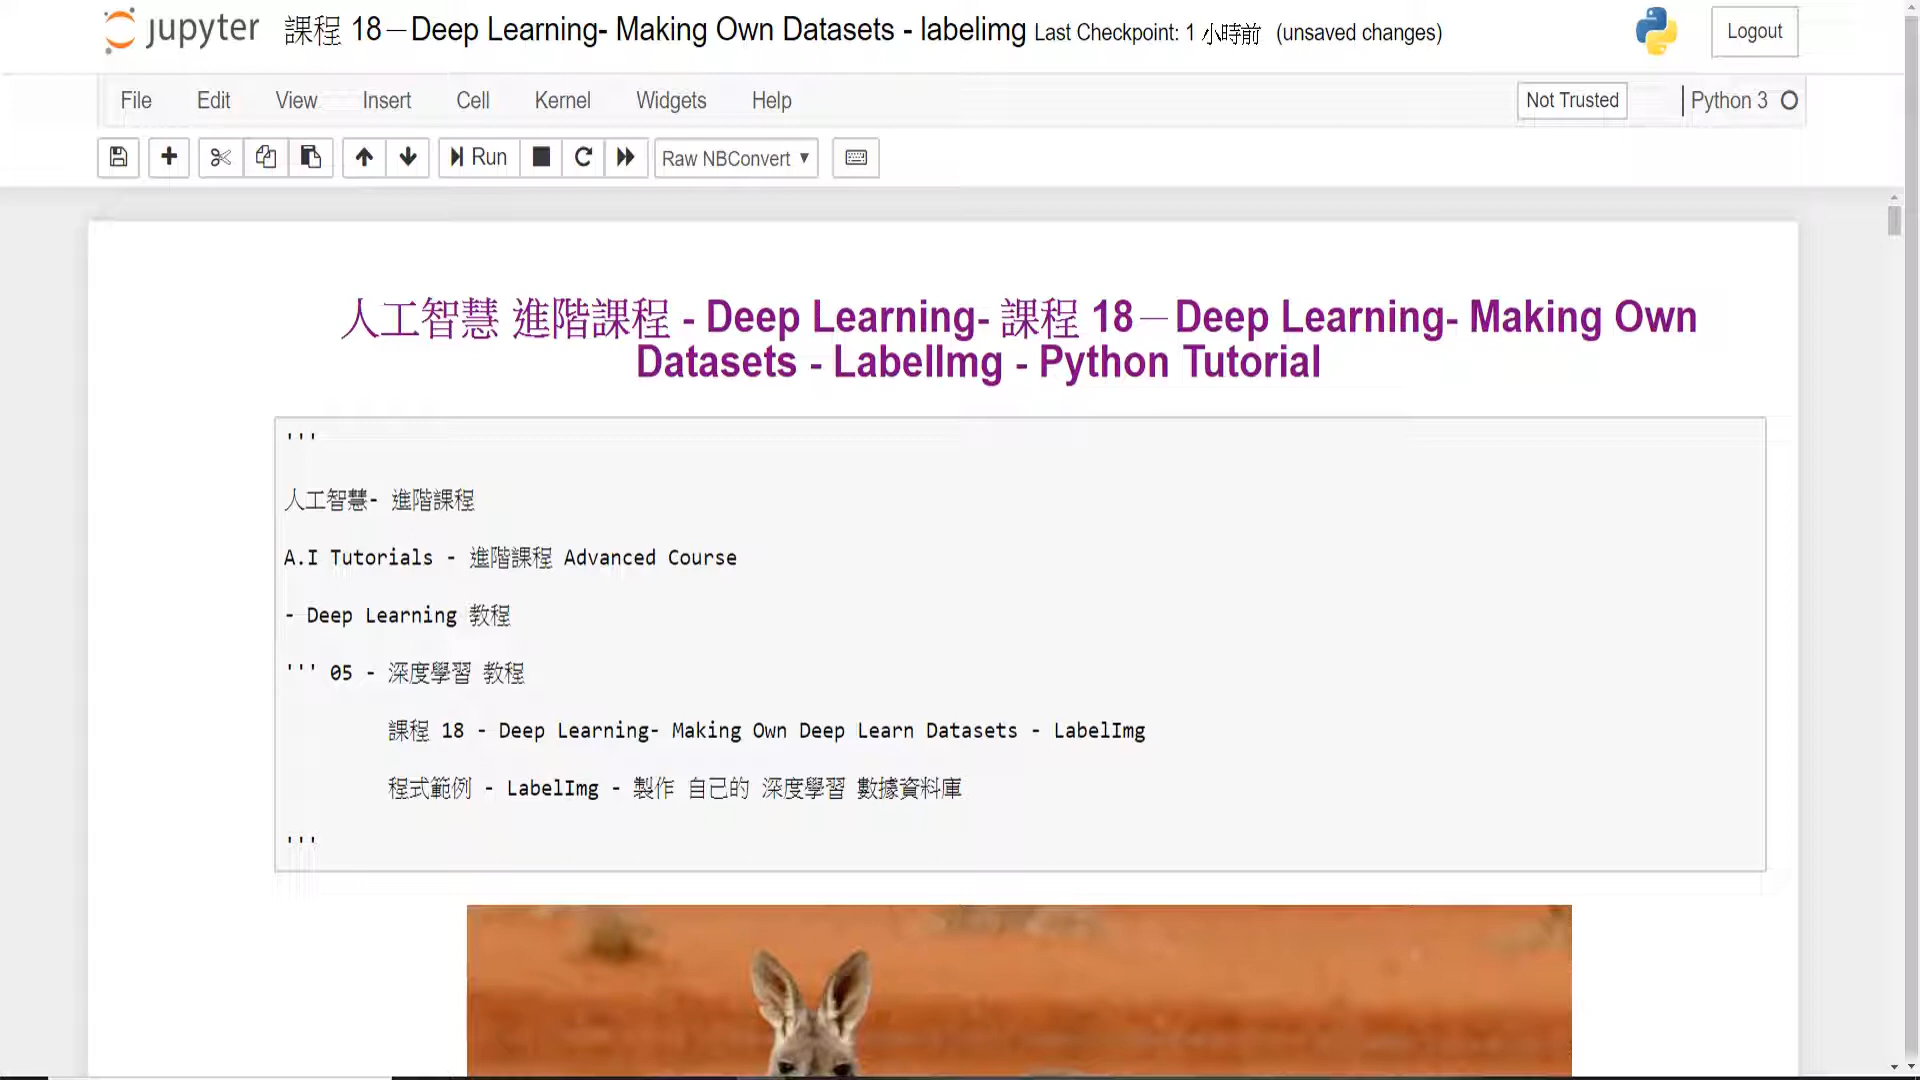 jupyter 課程 18－Deep Learning- Making Own Datasets - labelimg Last Checkpoint: 1 小時前 (unsaved changes) Logout
File Edit View Insert Cell Kernel Widgets Help Not Trusted Python 3
Run Raw NBConvert
人工智慧 進階課程 - Deep Learning- 課程 18－Deep Learning- Making Own
Datasets - LabelImg - Python Tutorial
'''
人工智慧- 進階課程
A.I Tutorials - 進階課程 Advanced Course
- Deep Learning 教程
''' 05 - 深度學習 教程
課程 18 - Deep Learning- Making Own Deep Learn Datasets - LabelImg
程式範例 - LabelImg - 製作 自己的 深度學習 數據資料庫
'''